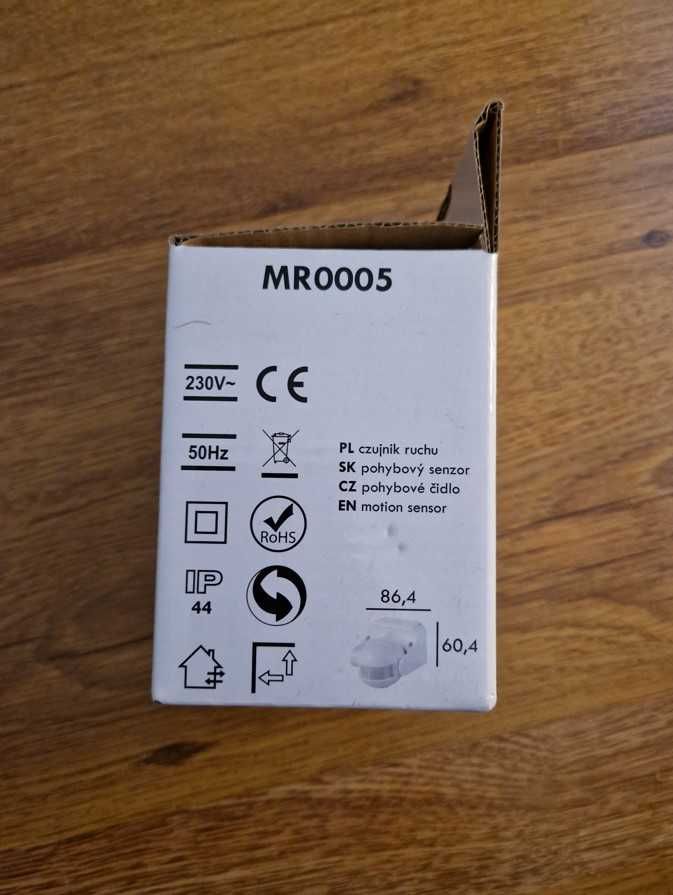 MR0005
230V~
CE
50Hz
PL czujnik ruchu
SK pohybový senzor
CZ pohybové čidlo
EN motion sensor
RoHS
IP
44
86,4
60,4